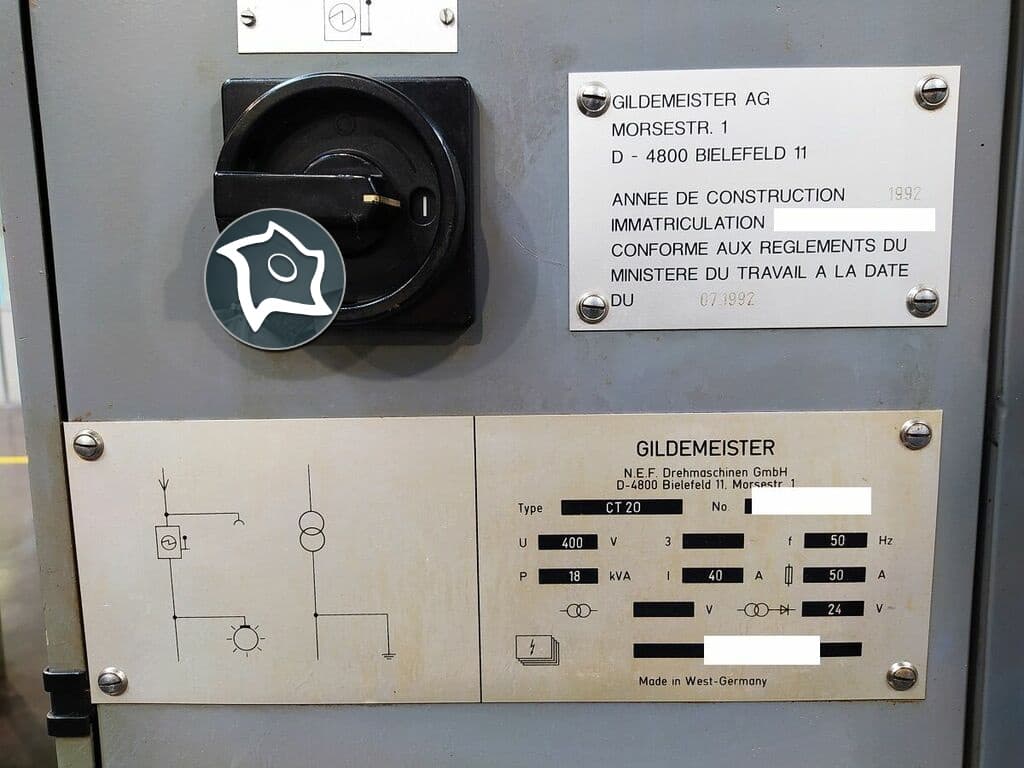 I
GILDEMEISTER AG
MORSESTR. 1
D - 4800 BIELEFELD 11
ANNEE DE CONSTRUCTION 1992
IMMATRICULATION
CONFORME AUX REGLEMENTS DU
MINISTERE DU TRAVAIL A LA DATE
DU
GILDEMEISTER
N.E.F. Drehmaschinen GmbH
D-4800 Bielefeld 11, Morsestr. 1
Type CT 20 No.
U 400 V 3 f 50 Hz
P 18 kVA I 40 A 50 A
V 24 V
Made in West-Germany